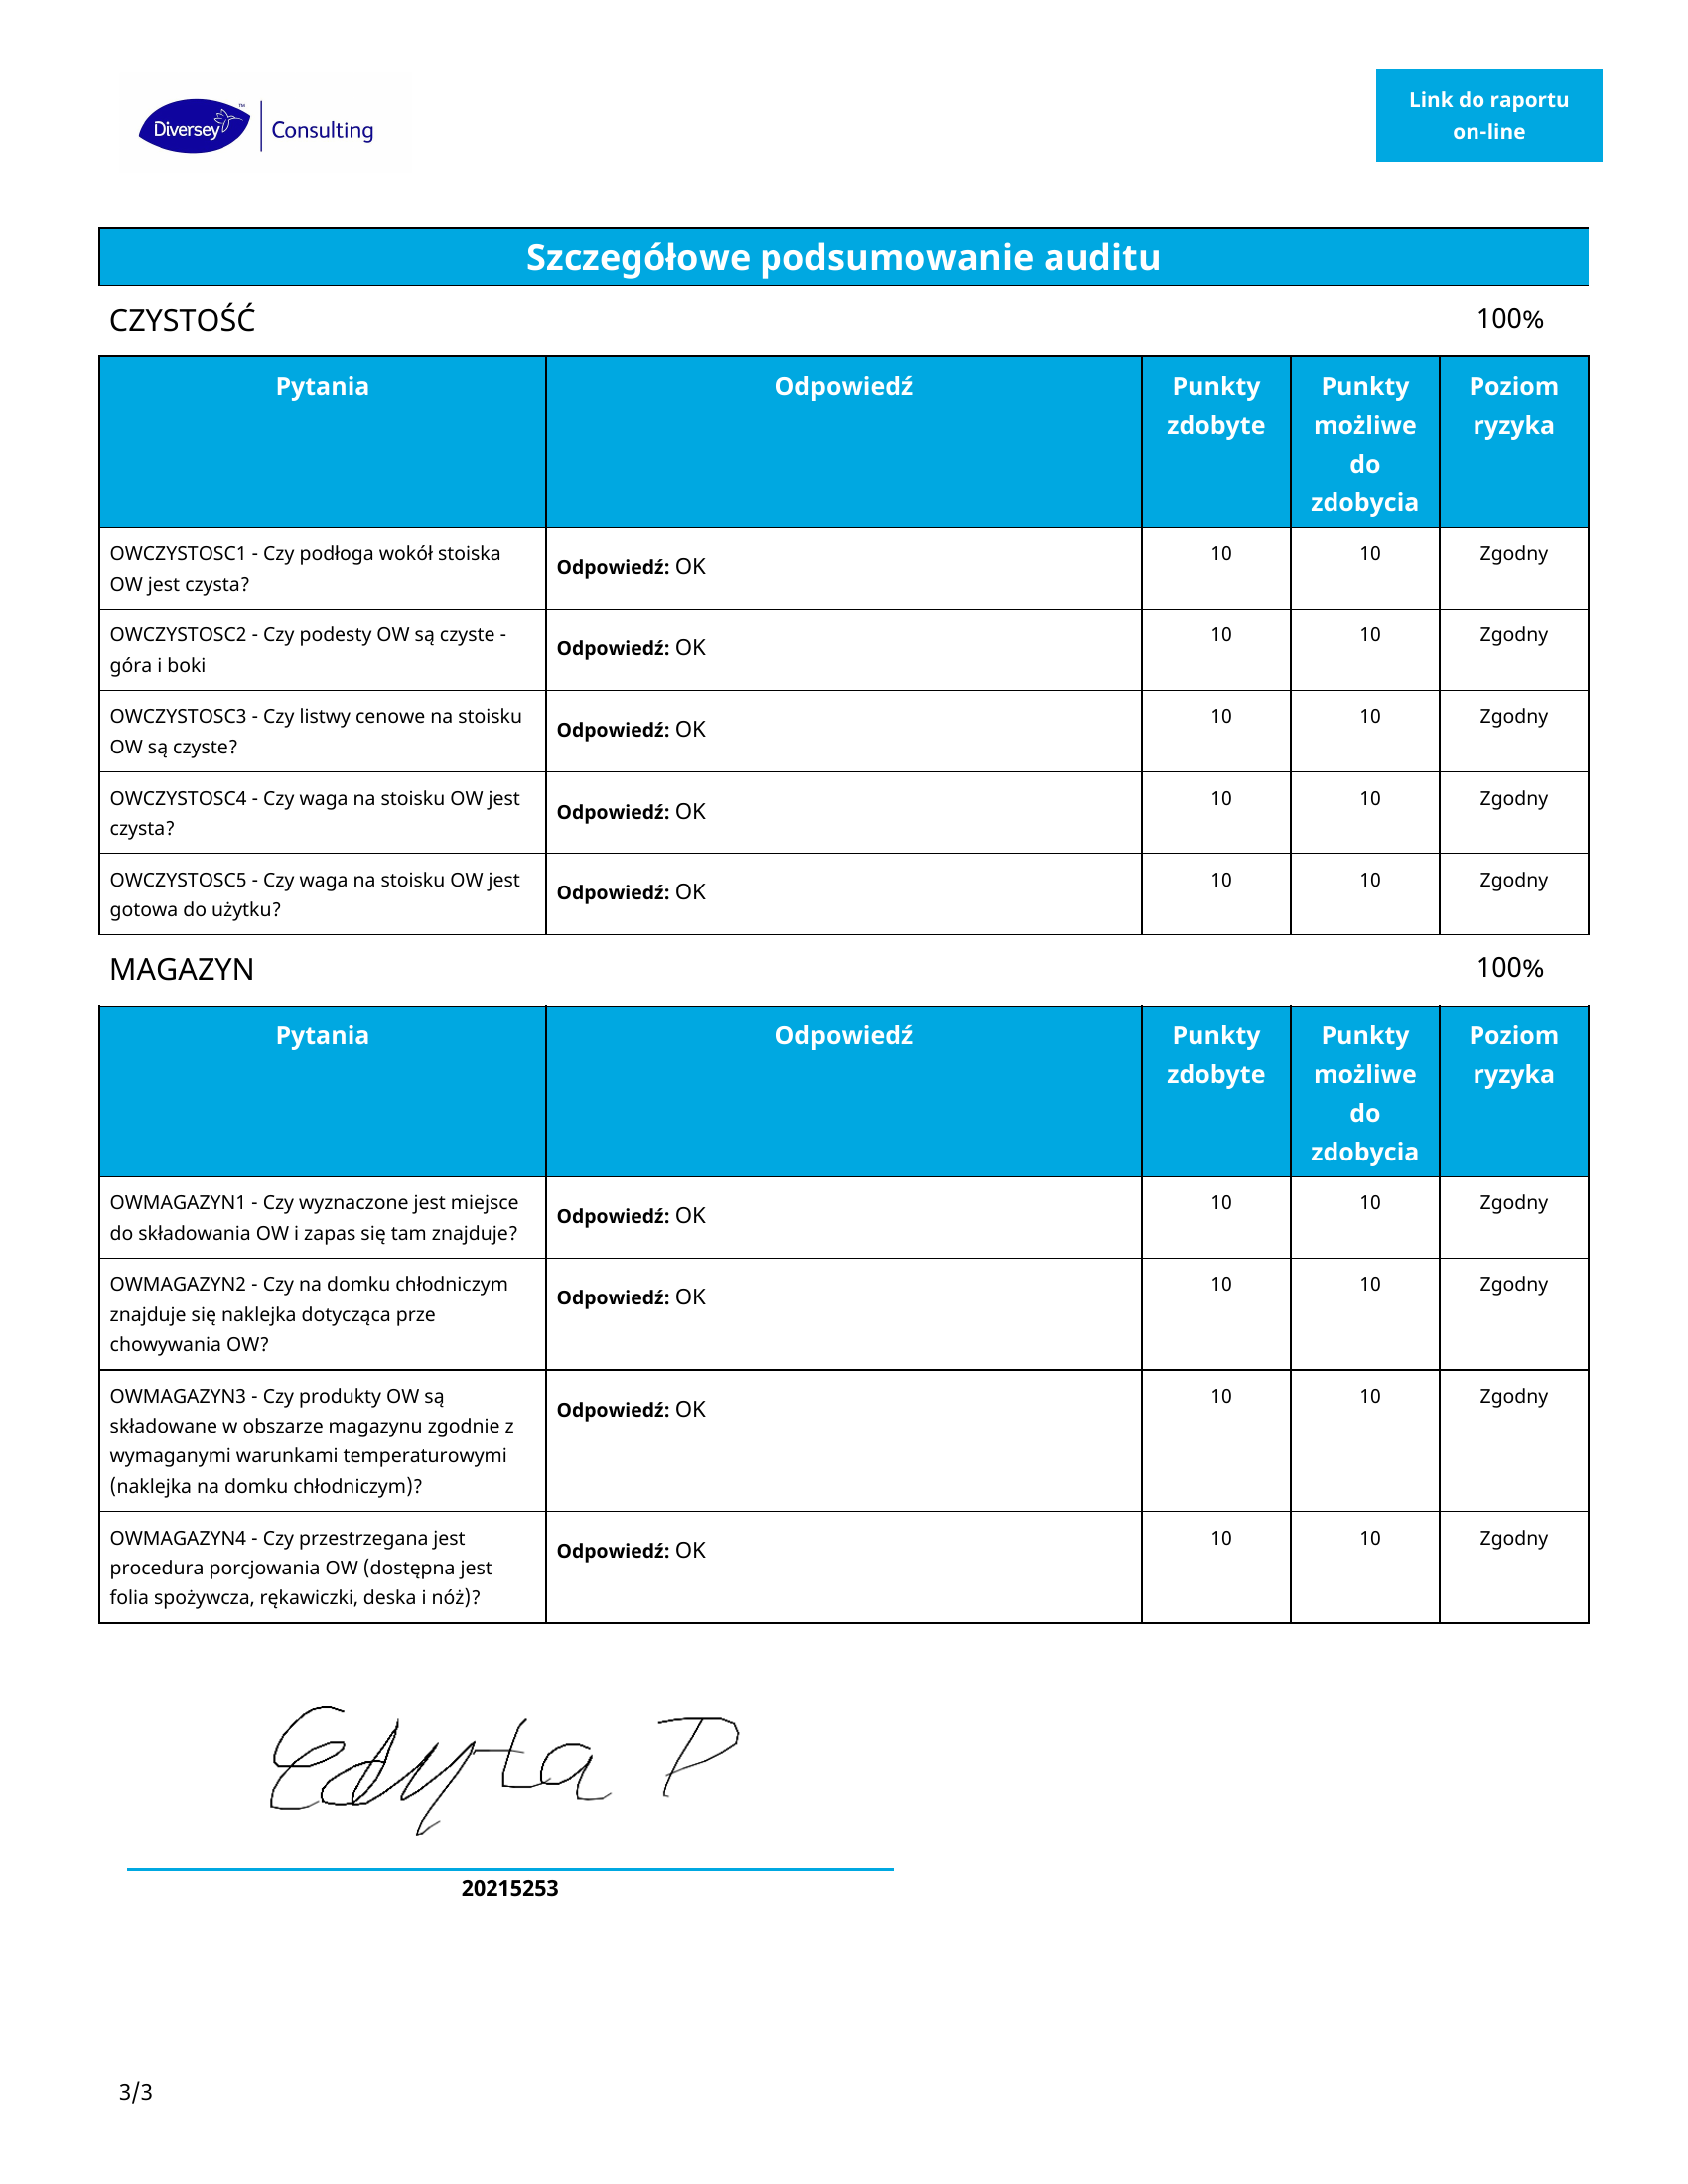 Diversey™ Consulting
Link do raportu
on-line
Szczegółowe podsumowanie auditu
CZYSTOŚĆ 100%
Pytania Odpowiedź Punkty Punkty Poziom
zdobyte możliwe ryzyka
do
zdobycia
OWCZYSTOSC1 - Czy podłoga wokół stoiska Odpowiedź: OK 10 10 Zgodny
OW jest czysta?
OWCZYSTOSC2 - Czy podesty OW są czyste - Odpowiedź: OK 10 10 Zgodny
góra i boki
OWCZYSTOSC3 - Czy listwy cenowe na stoisku Odpowiedź: OK 10 10 Zgodny
OW są czyste?
OWCZYSTOSC4 - Czy waga na stoisku OW jest Odpowiedź: OK 10 10 Zgodny
czysta?
OWCZYSTOSC5 - Czy waga na stoisku OW jest Odpowiedź: OK 10 10 Zgodny
gotowa do użytku?
MAGAZYN 100%
Pytania Odpowiedź Punkty Punkty Poziom
zdobyte możliwe ryzyka
do
zdobycia
OWMAGAZYN1 - Czy wyznaczone jest miejsce Odpowiedź: OK 10 10 Zgodny
do składowania OW i zapas się tam znajduje?
OWMAGAZYN2 - Czy na domku chłodniczym Odpowiedź: OK 10 10 Zgodny
znajduje się naklejka dotycząca prze
chowywania OW?
OWMAGAZYN3 - Czy produkty OW są Odpowiedź: OK 10 10 Zgodny
składowane w obszarze magazynu zgodnie z
wymaganymi warunkami temperaturowymi
(naklejka na domku chłodniczym)?
OWMAGAZYN4 - Czy przestrzegana jest Odpowiedź: OK 10 10 Zgodny
procedura porcjowania OW (dostępna jest
folia spożywcza, rękawiczki, deska i nóż)?
Edyta P
20215253
3/3